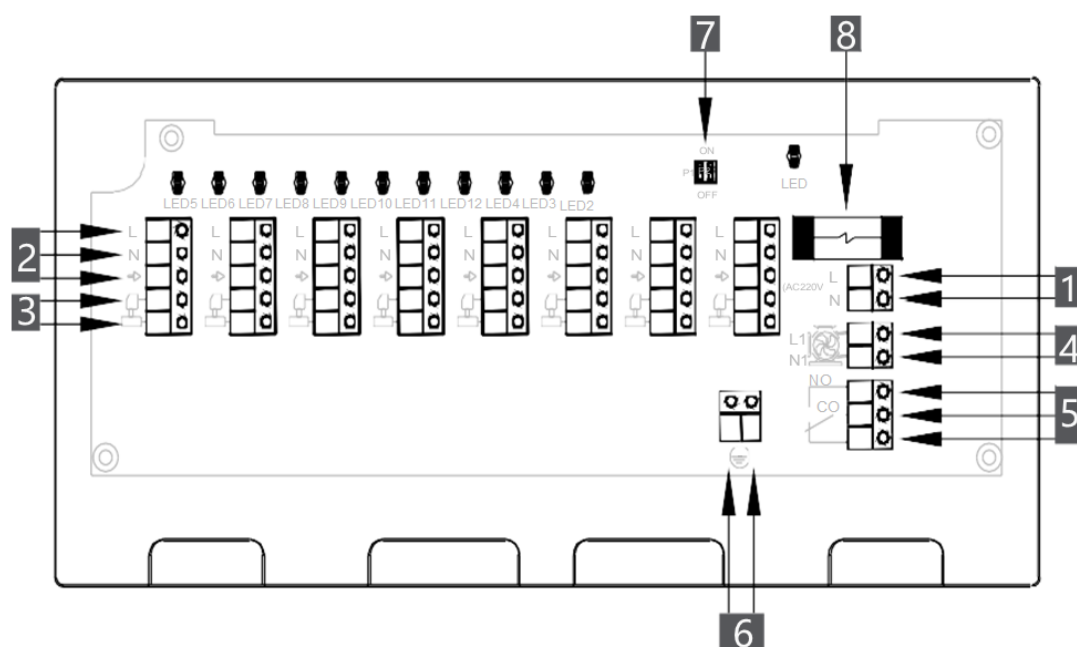 7
8
ON
P1
OFF
LED
LED5 LED6 LED7 LED8 LED9 LED10 LED11 LED12 LED4 LED3 LED2
L L L L L L L L
2 N N N N N N N N
3
(AC220V
L
N
1
L1
N1
4
NO
CO
5
6